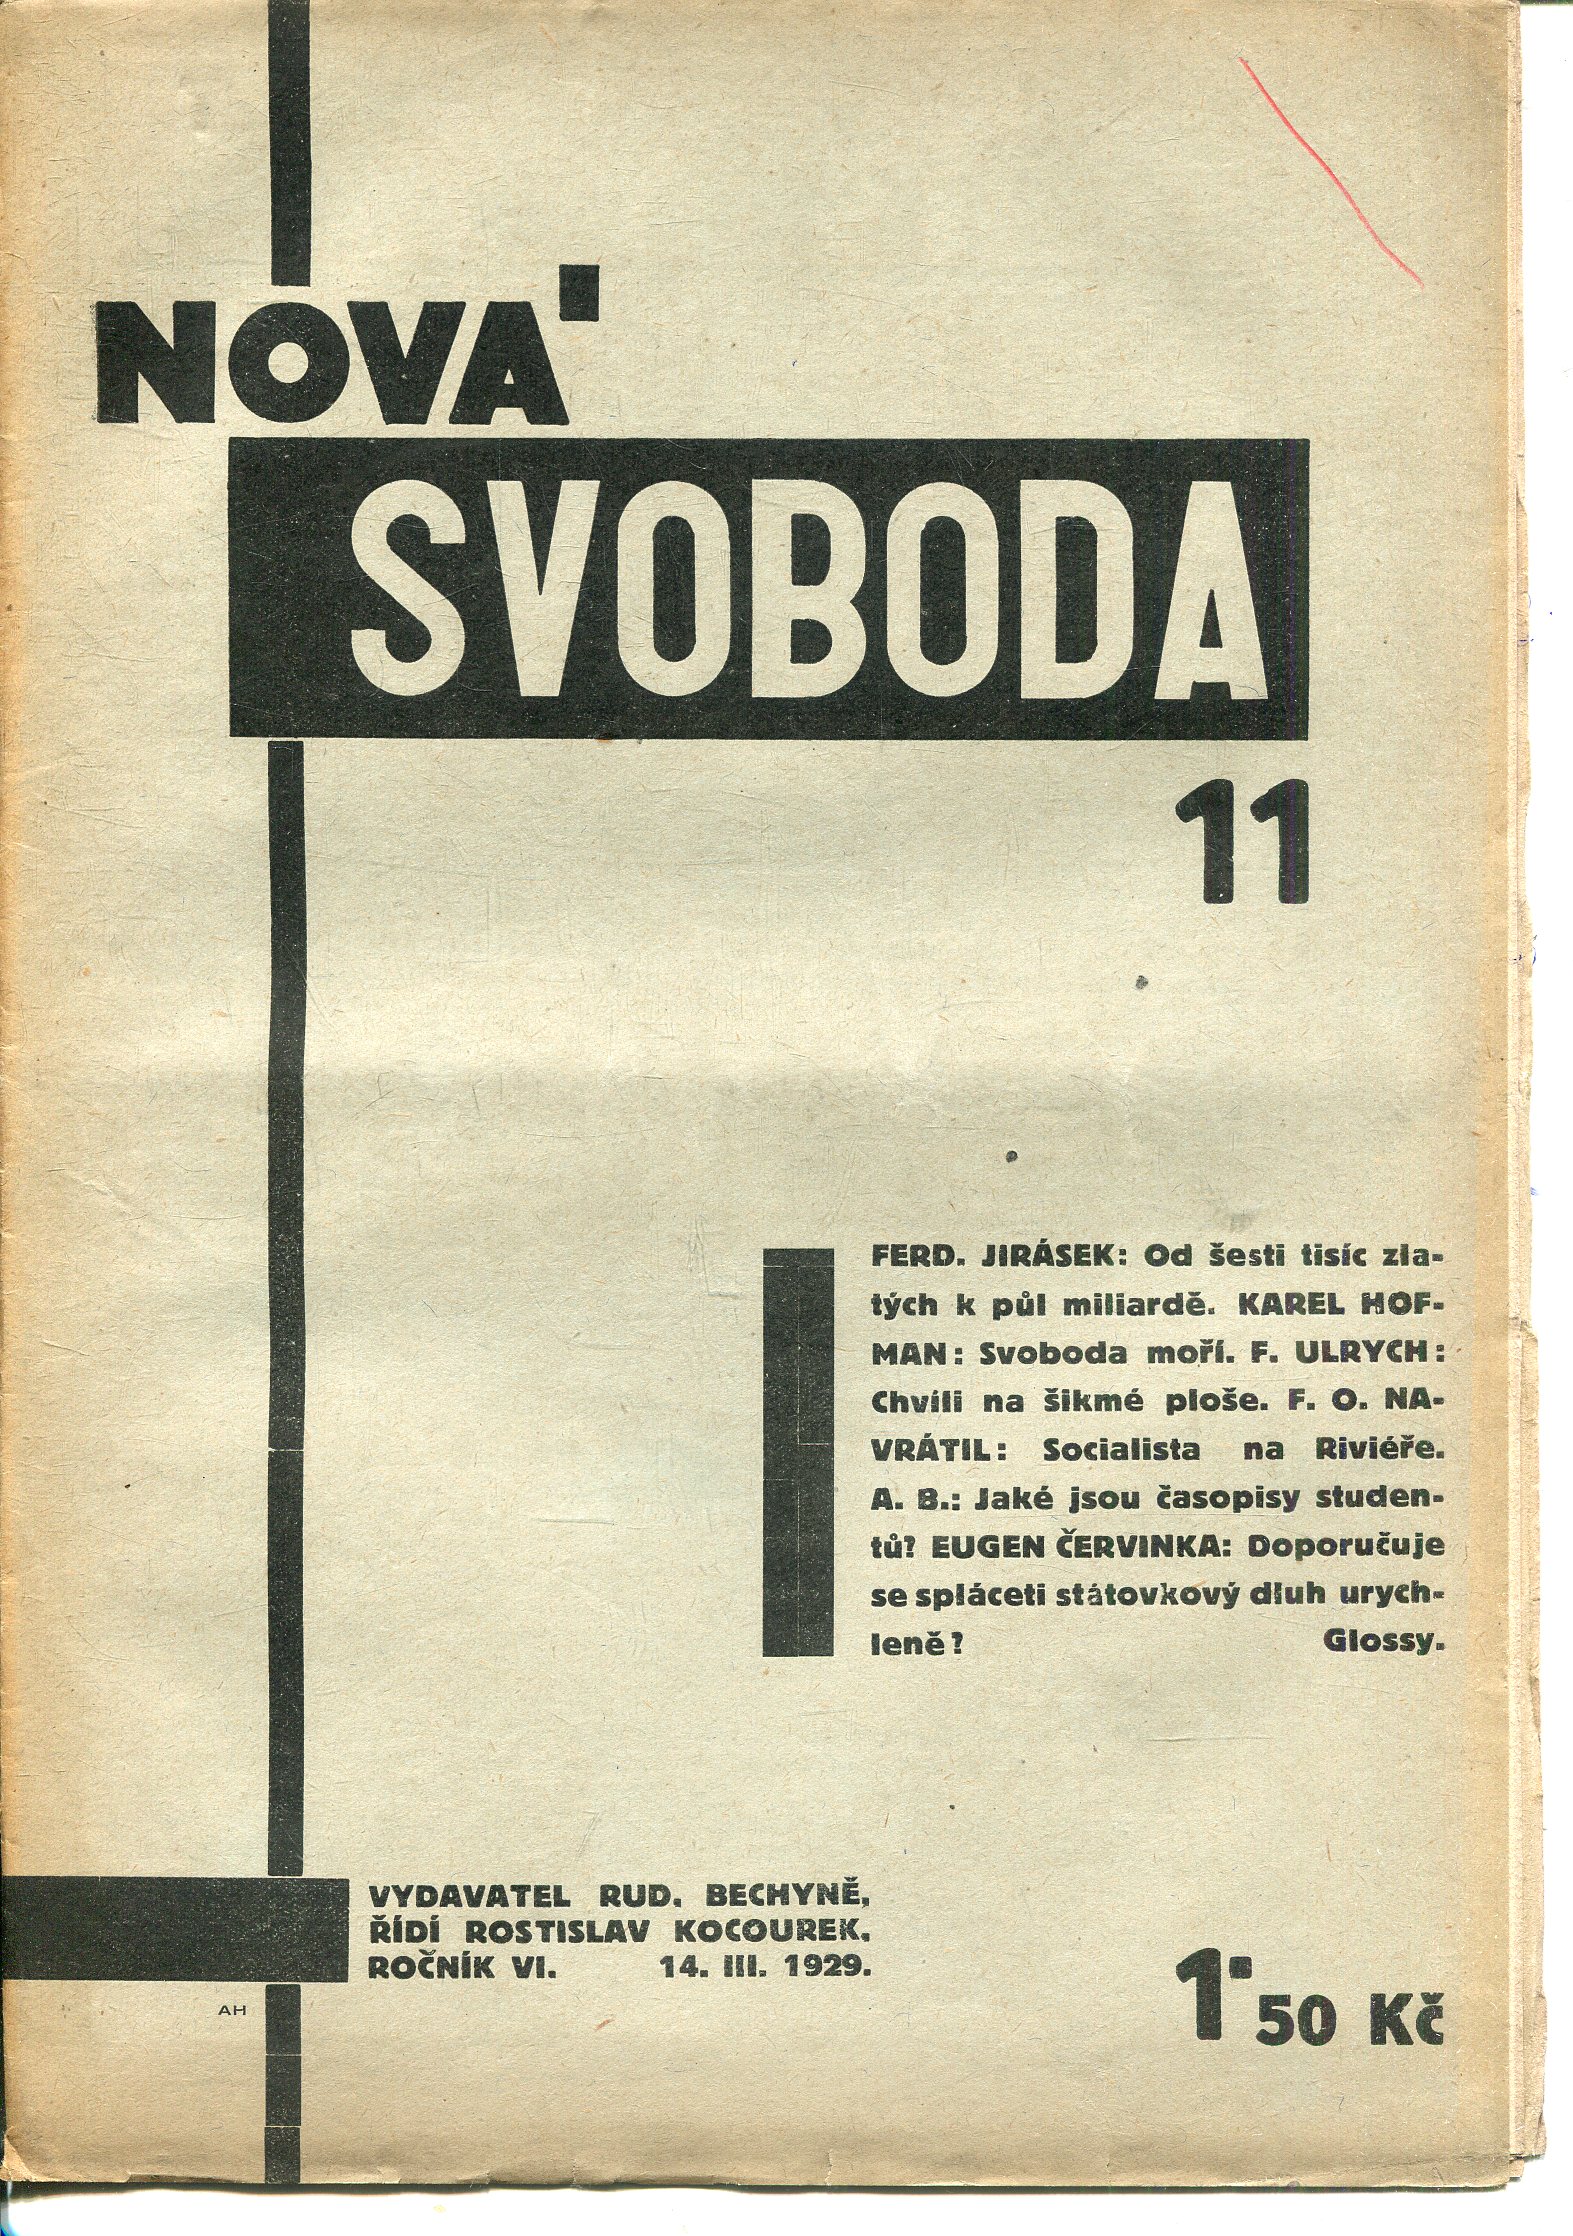 NOVÁ
SVOBODA
11
FERD. JIRÁSEK: Od šesti tisíc zla-
tých k půl miliardě. KAREL HOF-
MAN: Svoboda moří. F. ULRYCH:
Chvíli na šikmé ploše. F. O. NA-
VRÁTIL: Socialista na Riviéře.
A. B.: Jaké jsou časopisy studen-
tů? EUGEN ČERVINKA: Doporučuje
se spláceti státovkový dluh urych-
leně? Glossy.
VYDAVATEL RUD. BECHYNĚ,
ŘÍDÍ ROSTISLAV KOCOUREK.
ROČNÍK VI. 14. III. 1929.
AH
1·50 Kč